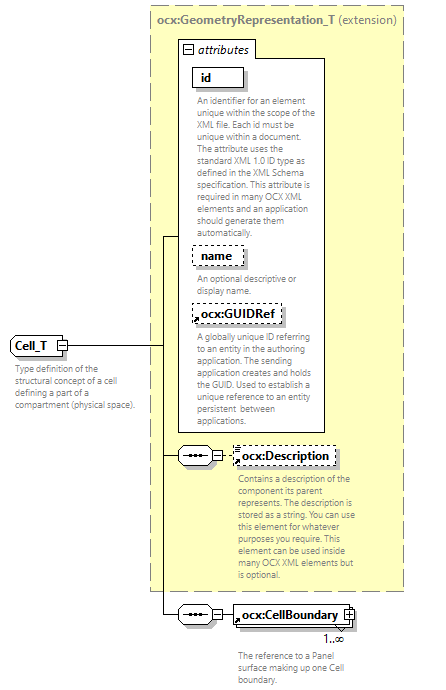 ocx:GeometryRepresentation_T (extension)
attributes
id
An identifier for an element
unique within the scope of the
XML file. Each id must be
unique within a document.
The attribute uses the
standard XML 1.0 ID type as
defined in the XML Schema
specification. This attribute is
required in many OCX XML
elements and an application
should generate them
automatically.
name
An optional descriptive or
display name.
ocx:GUIDRef
A globally unique ID referring
to an entity in the authoring
application. The sending
application creates and holds
the GUID. Used to establish a
unique reference to an entity
persistent between
applications.
Cell_T
Type definition of the
structural concept of a cell
defining a part of a
compartment (physical space).
ocx:Description
Contains a description of the
component its parent
represents. The description is
stored as a string. You can use
this element for whatever
purposes you require. This
element can be used inside
many OCX XML elements but
is optional.
ocx:CellBoundary
1..∞
The reference to a Panel
surface making up one Cell
boundary.